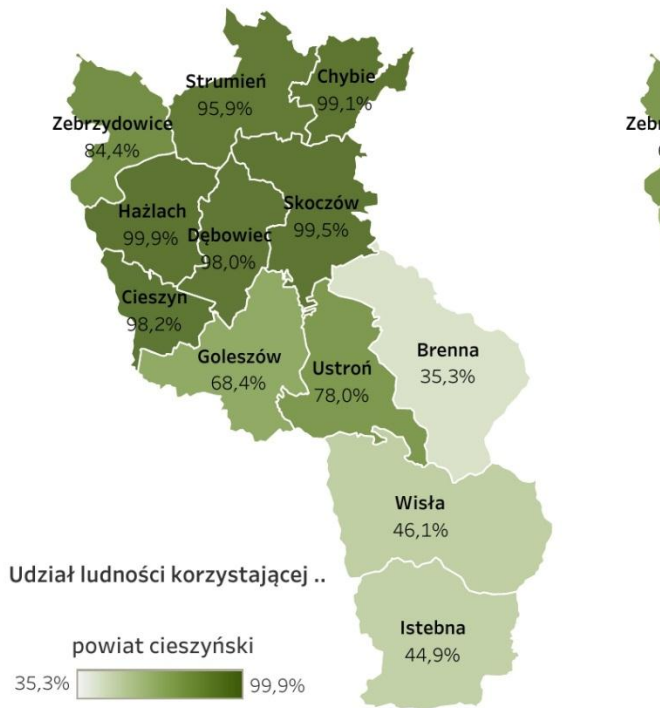 Strumień
95,9%
Chybie
99,1%
Zebrzydowice
84,4%
Zebr
Hażlach
99,9%
Dębowiec
98,0%
Skoczów
99,5%
Cieszyn
98,2%
Goleszów
68,4%
Ustroń
78,0%
Brenna
35,3%
Wisła
46,1%
Istebna
44,9%
Udział ludności korzystającej ..
powiat cieszyński
35,3% 99,9%